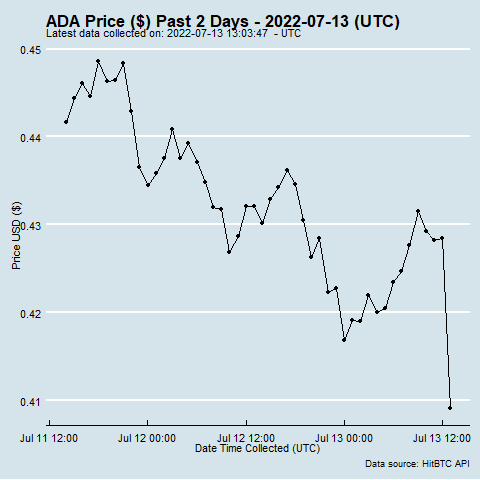 ADA Price ($) Past 2 Days - 2022-07-13 (UTC)
Latest data collected on: 2022-07-13 13:03:47 - UTC
0.45
0.44
0.43
0.42
0.41
Price USD ($)
Jul 11 12:00
Jul 12 00:00
Jul 12 12:00
Jul 13 00:00
Jul 13 12:00
Date Time Collected (UTC)
Data source: HitBTC API